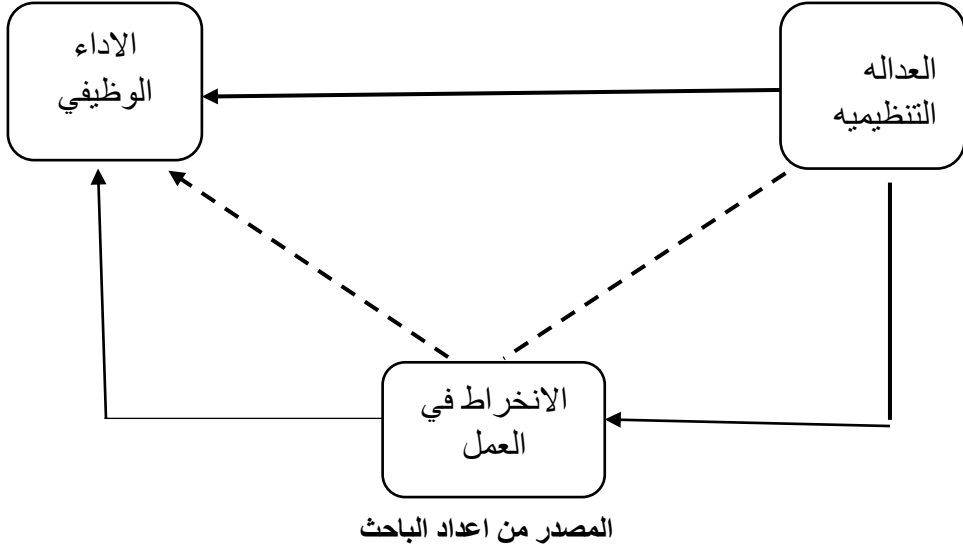 العداله
التنظيميه
الاداء
الوظيفي
الانخراط في
العمل
المصدر من اعداد الباحث